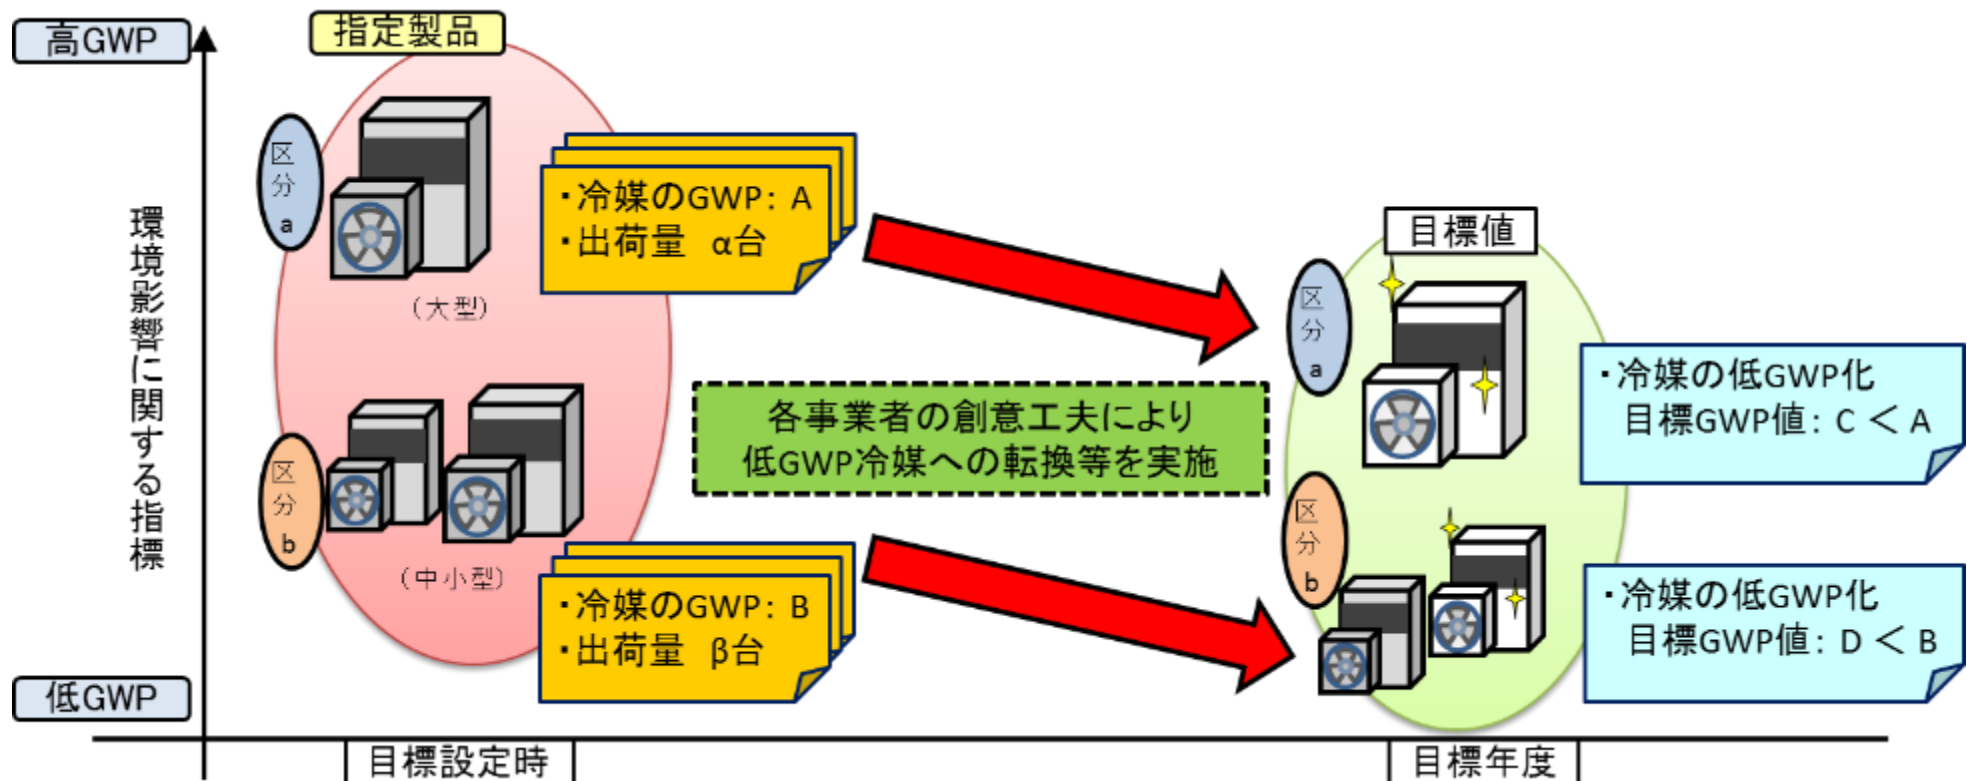 高GWP
指定製品
区分a
・冷媒のGWP: A
・出荷量 α台
（大型）
環境影響に関する指標
区分b
（中小型）
・冷媒のGWP: B
・出荷量 β台
各事業者の創意工夫により
低GWP冷媒への転換等を実施
目標値
区分a
・冷媒の低GWP化
目標GWP値: C < A
区分b
・冷媒の低GWP化
目標GWP値: D < B
低GWP
目標設定時
目標年度